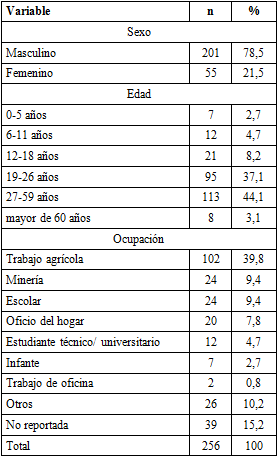 Variable n %
Sexo
Masculino 201 78,5
Femenino 55 21,5
Edad
0-5 años 7 2,7
6-11 años 12 4,7
12-18 años 21 8,2
19-26 años 95 37,1
27-59 años 113 44,1
mayor de 60 años 8 3,1
Ocupación
Trabajo agrícola 102 39,8
Minería 24 9,4
Escolar 24 9,4
Oficio del hogar 20 7,8
Estudiante técnico/ universitario 12 4,7
Infante 7 2,7
Trabajo de oficina 2 0,8
Otros 26 10,2
No reportada 39 15,2
Total 256 100